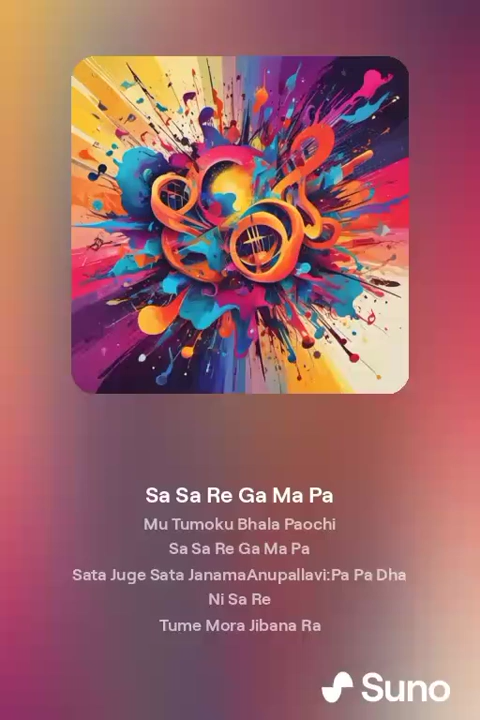 Sa Sa Re Ga Ma Pa
Mu Tumoku Bhala Paochi
Sa Sa Re Ga Ma Pa
Sata Juge Sata JanamaAnupallavi:Pa Pa Dha
Ni Sa Re
Tume Mora Jibana Ra
Suno